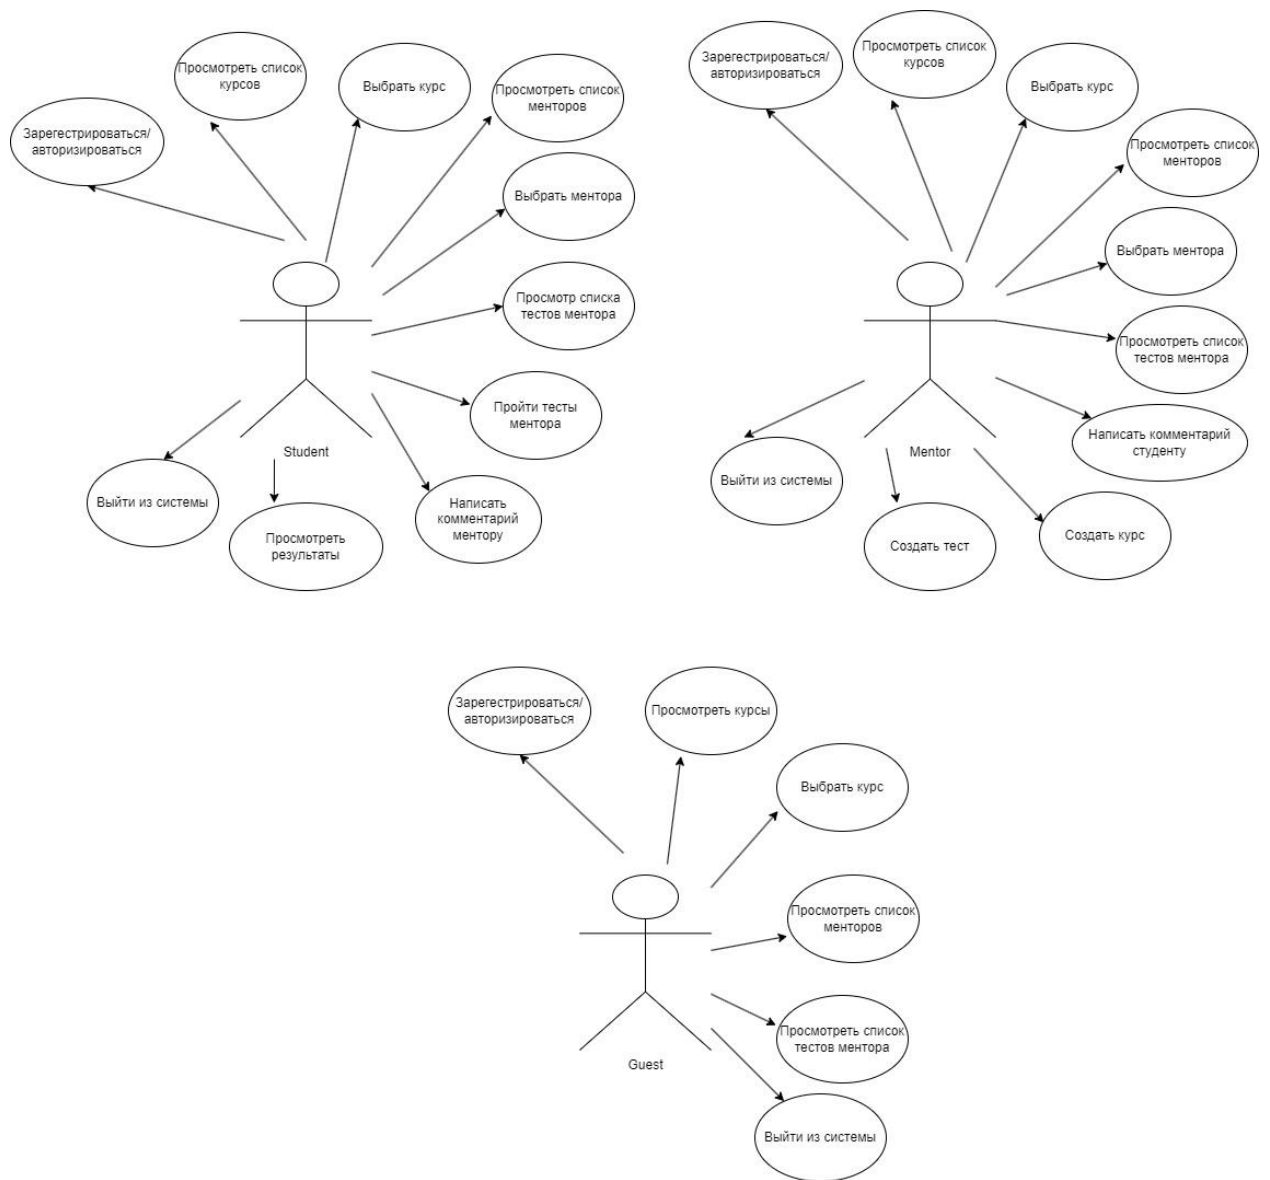 Просмотреть список
курсов
Выбрать курс
Просмотреть список
менторов
Зарегестрироваться/
авторизироваться
Выбрать ментора
Просмотр списка
тестов ментора
Пройти тесты
ментора
Student
Выйти из системы
Написать
комментарий
ментору
Просмотреть
результаты
Зарегестрироваться/
авторизироваться
Просмотреть список
курсов
Выбрать курс
Просмотреть список
менторов
Выбрать ментора
Просмотреть список
тестов ментора
Написать комментарий
студенту
Mentor
Выйти из системы
Создать тест
Создать курс
Зарегестрироваться/
авторизироваться
Просмотреть курсы
Выбрать курс
Просмотреть список
менторов
Просмотреть список
тестов ментора
Guest
Выйти из системы